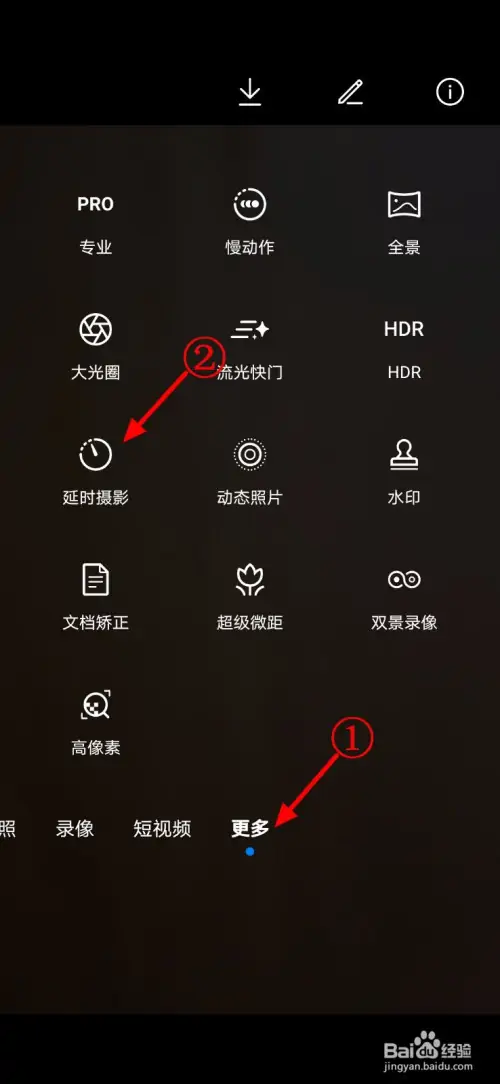 PRO
专业
慢动作
全景
大光圈
②
流光快门
HDR
HDR
延时摄影
动态照片
水印
文档矫正
超级微距
双景录像
高像素
①
照
录像
短视频
更多
Baidu经验
jingyan.baidu.com